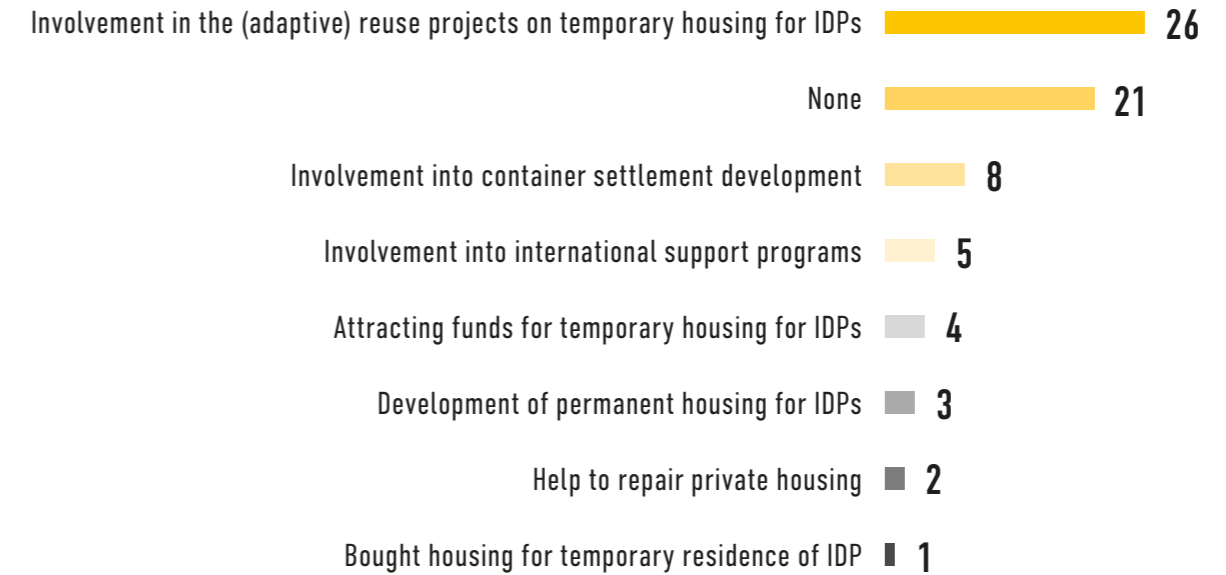 Involvement in the (adaptive) reuse projects on temporary housing for IDPs 26
None 21
Involvement into container settlement development 8
Involvement into international support programs 5
Attracting funds for temporary housing for IDPs 4
Development of permanent housing for IDPs 3
Help to repair private housing 2
Bought housing for temporary residence of IDP 1